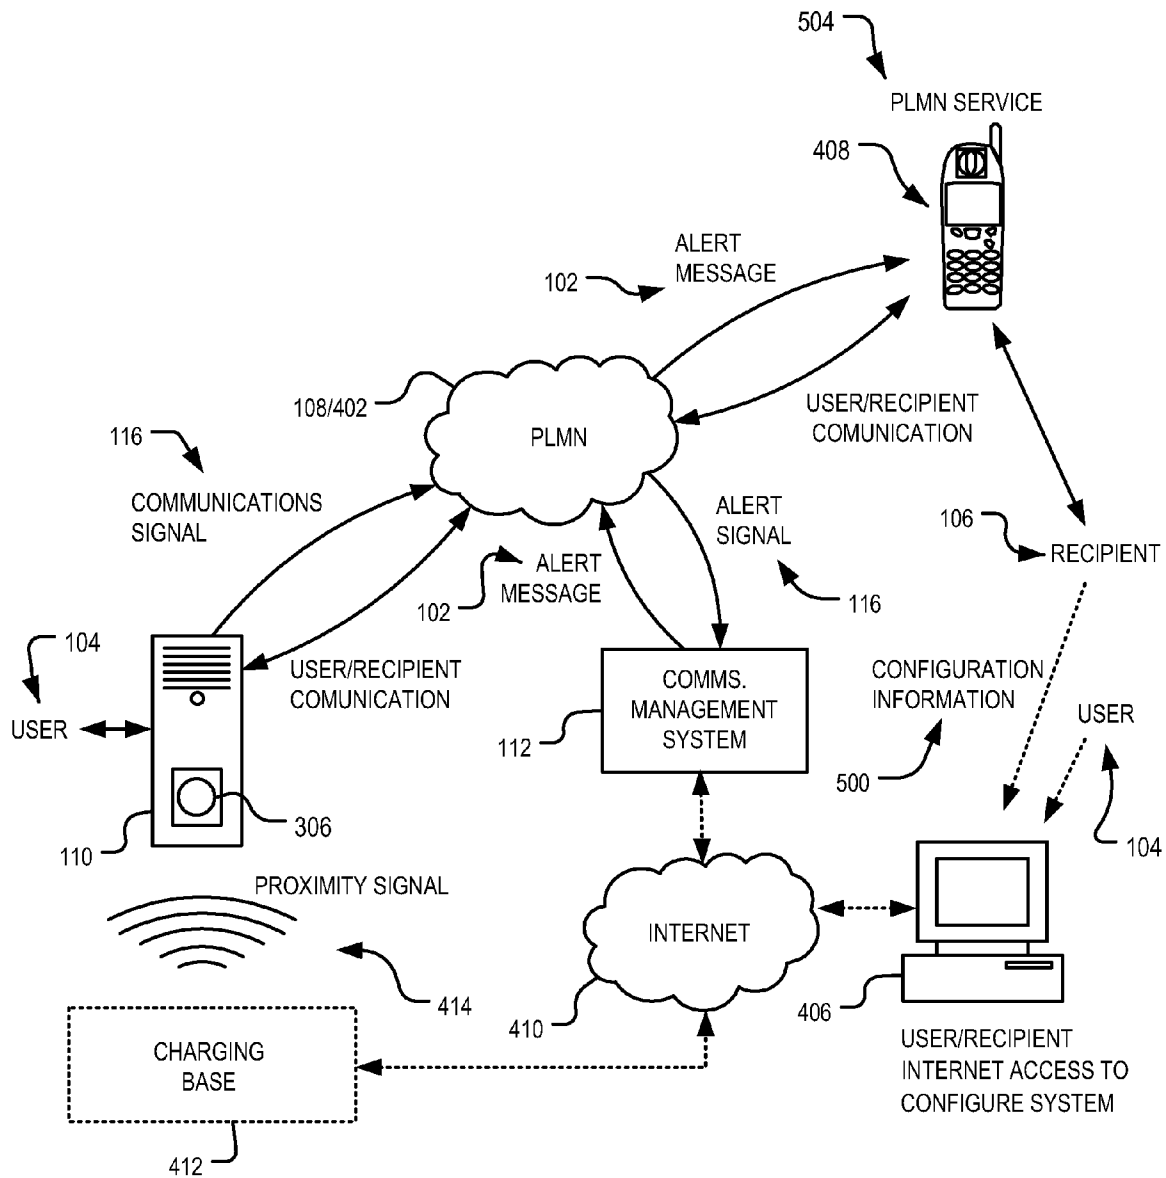 504
PLMN SERVICE
408
ALERT
MESSAGE
102
108/402
USER/RECIPIENT
COMUNICATION
PLMN
116
COMMUNICATIONS
SIGNAL
ALERT
SIGNAL
106
RECIPIENT
ALERT
MESSAGE
102
116
104
USER/RECIPIENT
COMUNICATION
USER
COMMS.
MANAGEMENT
SYSTEM
112
CONFIGURATION
INFORMATION
USER
500
306
110
104
PROXIMITY SIGNAL
INTERNET
414
410
406
CHARGING
BASE
USER/RECIPIENT
INTERNET ACCESS TO
CONFIGURE SYSTEM
412